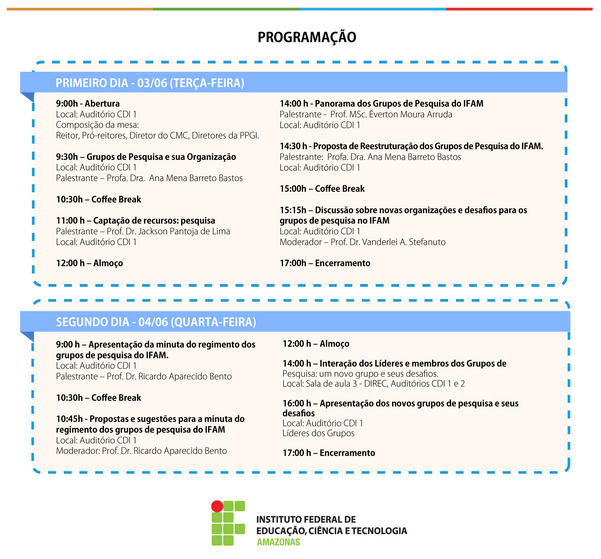 PROGRAMAÇÃO
PRIMEIRO DIA - 03/06 (TERÇA-FEIRA)
9:00h - Abertura
Local: Auditório CDI 1
Composição da mesa:
Reitor, Pró-reitores, Diretor do CMC, Diretores da PPGI.
9:30h – Grupos de Pesquisa e sua Organização
Local: Auditório CDI 1
Palestrante – Profa. Dra. Ana Mena Barreto Bastos
10:30h – Coffee Break
11:00 h – Captação de recursos: pesquisa
Palestrante – Prof. Dr. Jackson Pantoja de Lima
Local: Auditório CDI 1
12:00 h – Almoço
14:00 h - Panorama dos Grupos de Pesquisa do IFAM
Palestrante - Prof. MSc. Éverton Moura Arruda
Local: Auditório CDI 1
14:30 h - Proposta de Reestruturação dos Grupos de Pesquisa do IFAM.
Palestrante: Profa. Dra. Ana Mena Barreto Bastos
Local: Auditório CDI 1
15:00h – Coffee Break
15:15h – Discussão sobre novas organizações e desafios para os
grupos de pesquisa no IFAM
Local: Auditório CDI 1
Moderador – Prof. Dr. Vanderlei A. Stefanuto
17:00h – Encerramento
SEGUNDO DIA - 04/06 (QUARTA-FEIRA)
9:00 h – Apresentação da minuta do regimento dos
grupos de pesquisa do IFAM.
Local: Auditório CDI 1
Palestrante – Prof. Dr. Ricardo Aparecido Bento
10:30h – Coffee Break
10:45h - Propostas e sugestões para a minuta do
regimento dos grupos de pesquisa do IFAM
Local: Auditório CDI 1
Moderador: Prof. Dr. Ricardo Aparecido Bento
12:00 h – Almoço
14:00 h – Interação dos Líderes e membros dos Grupos de
Pesquisa: um novo grupo e seus desafios.
Local: Sala de aula 3 - DIREC, Auditórios CDI 1 e 2
16:00 h – Apresentação dos novos grupos de pesquisa e seus
desafios
Local: Auditório CDI 1
Líderes dos Grupos
17:00 h – Encerramento
INSTITUTO FEDERAL DE
EDUCAÇÃO, CIÊNCIA E TECNOLOGIA
AMAZONAS